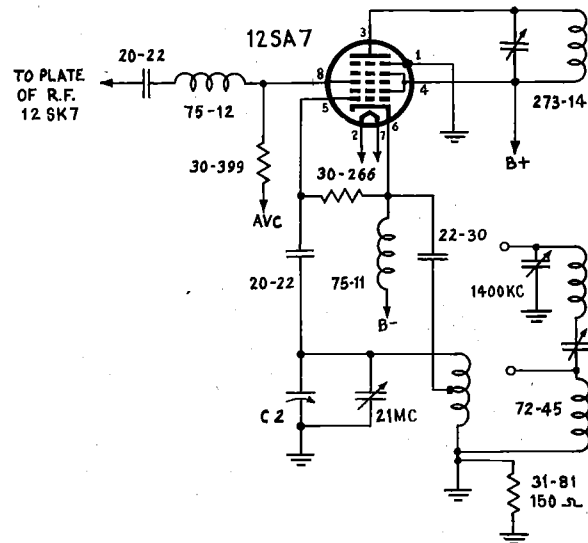 12SA7
20-22
TO PLATE
OF R.F.
12 SK7
75-12
8
5
3
1
4
2
7
6
273-14
B+
30-399
AVC
30-266
22-30
20-22
75-11
B-
1400KC
C2
21MC
72-45
31-81
150 Ω